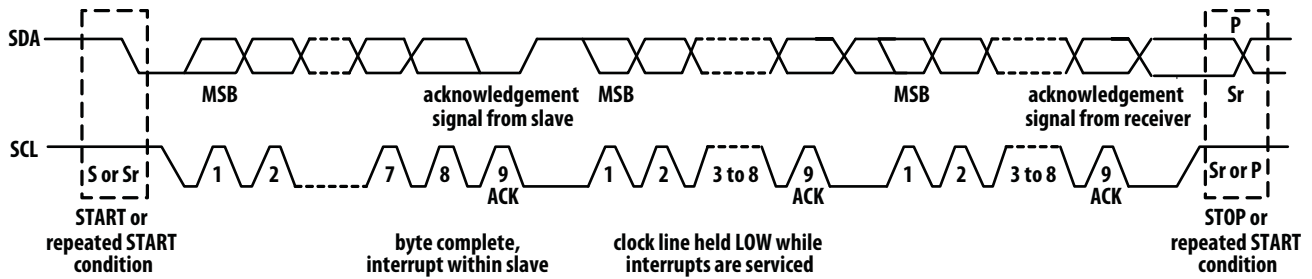 P
SDA
MSB
acknowledgement
signal from slave
MSB
MSB
acknowledgement
signal from receiver
Sr
SCL
S or Sr
1
2
7
8
9
ACK
1
2
3 to 8
9
ACK
1
2
3 to 8
9
ACK
Sr or P
START or
repeated START
condition
byte complete,
interrupt within slave
clock line held LOW while
interrupts are serviced
STOP or
repeated START
condition